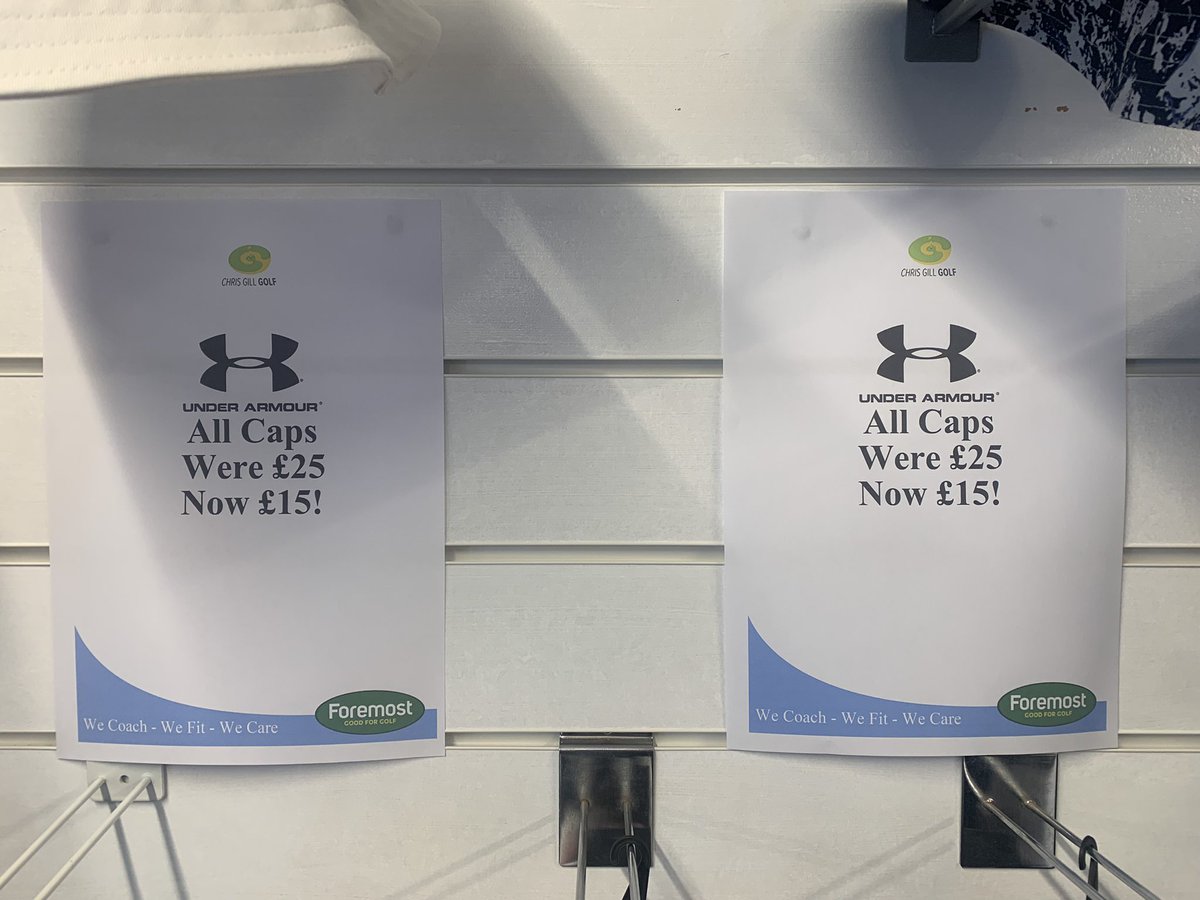 CHRIS GILL GOLF
UNDER ARMOUR®
All Caps
Were £25
Now £15!
We Coach - We Fit - We Care
Foremost
GOOD FOR GOLF
CHRIS GILL GOLF
UNDER ARMOUR®
All Caps
Were £25
Now £15!
We Coach - We Fit - We Care
Foremost
GOOD FOR GOLF